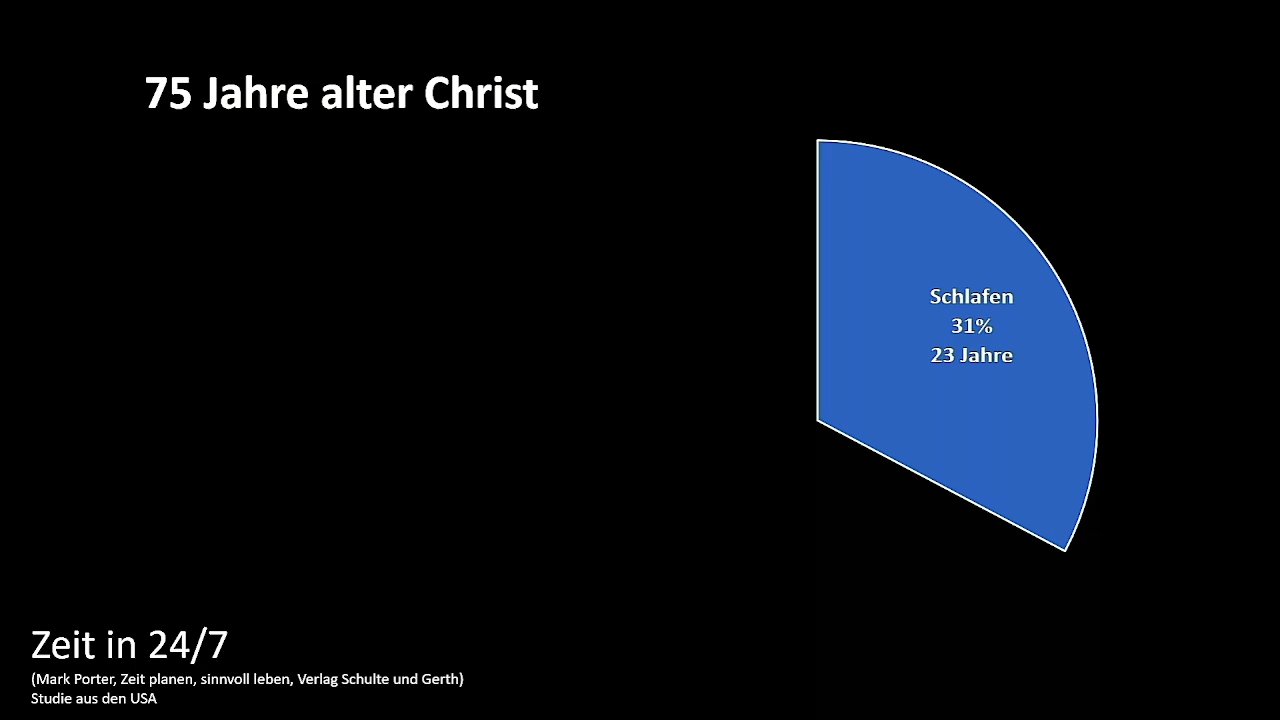 75 Jahre alter Christ
Schlafen
31%
23 Jahre
Zeit in 24/7
(Mark Porter, Zeit planen, sinnvoll leben, Verlag Schulte und Gerth)
Studie aus den USA